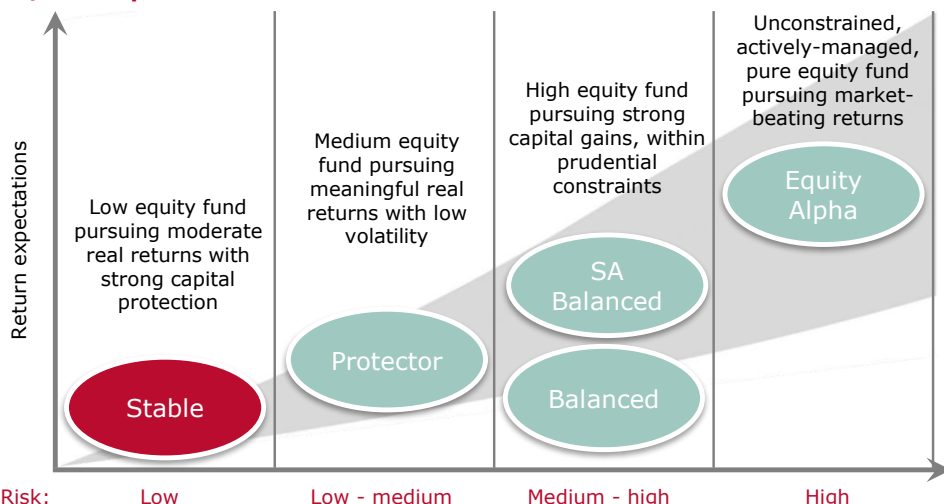 Unconstrained,
actively-managed,
pure equity fund
pursuing market-
beating returns
High equity fund
pursuing strong
capital gains, within
prudential
constraints
Medium equity
fund pursuing
meaningful real
returns with low
volatility
Low equity fund
pursuing moderate
real returns with
strong capital
protection
Return expectations
Equity
Alpha
SA
Balanced
Protector
Balanced
Stable
Risk: Low Low - medium Medium - high High